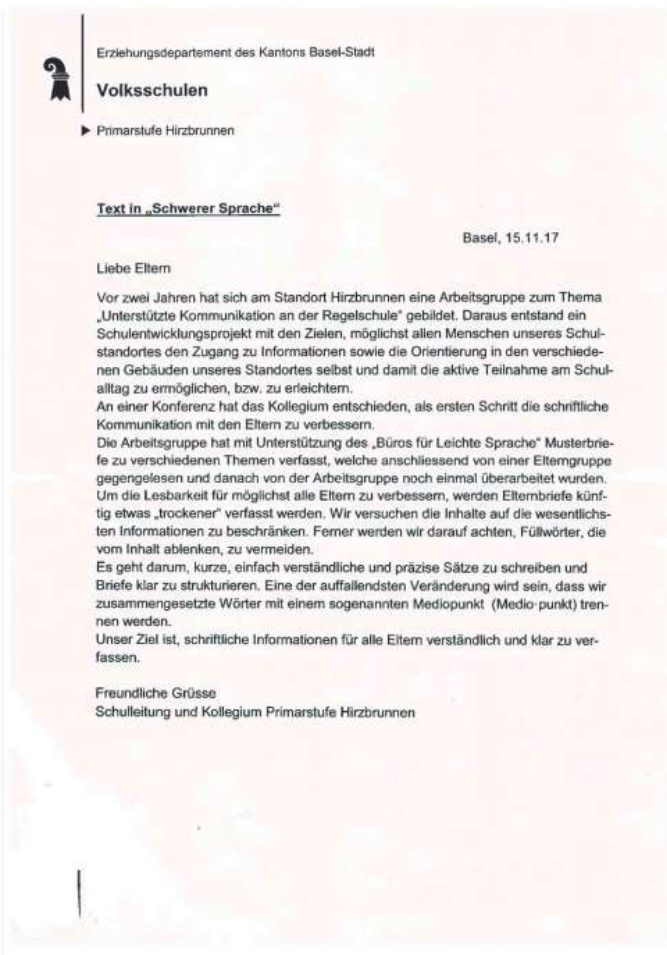 Erziehungsdepartement des Kantons Basel-Stadt
Volksschulen
Primarstufe Hirzbrunnen
Text in „Schwerer Sprache“
Basel, 15.11.17
Liebe Eltern
Vor zwei Jahren hat sich am Standort Hirzbrunnen eine Arbeitsgruppe zum Thema
„Unterstützte Kommunikation an der Regelschule“ gebildet. Daraus entstand ein
Schulentwicklungsprojekt mit den Zielen, möglichst allen Menschen unseres Schul-
standortes den Zugang zu Informationen sowie die Orientierung in den verschiede-
nen Gebäuden unseres Standortes selbst und damit die aktive Teilnahme am Schul-
alltag zu ermöglichen, bzw. zu erleichtern.
An einer Konferenz hat das Kollegium entschieden, als ersten Schritt die schriftliche
Kommunikation mit den Eltern zu verbessern.
Die Arbeitsgruppe hat mit Unterstützung des „Büros für Leichte Sprache“ Musterbrie-
fe zu verschiedenen Themen verfasst, welche anschliessend von einer Elterngruppe
gegengelesen und danach von der Arbeitsgruppe noch einmal überarbeitet wurden.
Um die Lesbarkeit für möglichst alle Eltern zu verbessern, werden Elternbriefe künf-
tig etwas „trockener“ verfasst werden. Wir versuchen die Inhalte auf die wesentlichs-
ten Informationen zu beschränken. Ferner werden wir darauf achten, Füllwörter, die
vom Inhalt ablenken, zu vermeiden.
Es geht darum, kurze, einfach verständliche und präzise Sätze zu schreiben und
Briefe klar zu strukturieren. Eine der auffallendsten Veränderung wird sein, dass wir
zusammengesetzte Wörter mit einem sogenannten Mediopunkt (Medio·punkt) tren-
nen werden.
Unser Ziel ist, schriftliche Informationen für alle Eltern verständlich und klar zu ver-
fassen.
Freundliche Grüsse
Schulleitung und Kollegium Primarstufe Hirzbrunnen